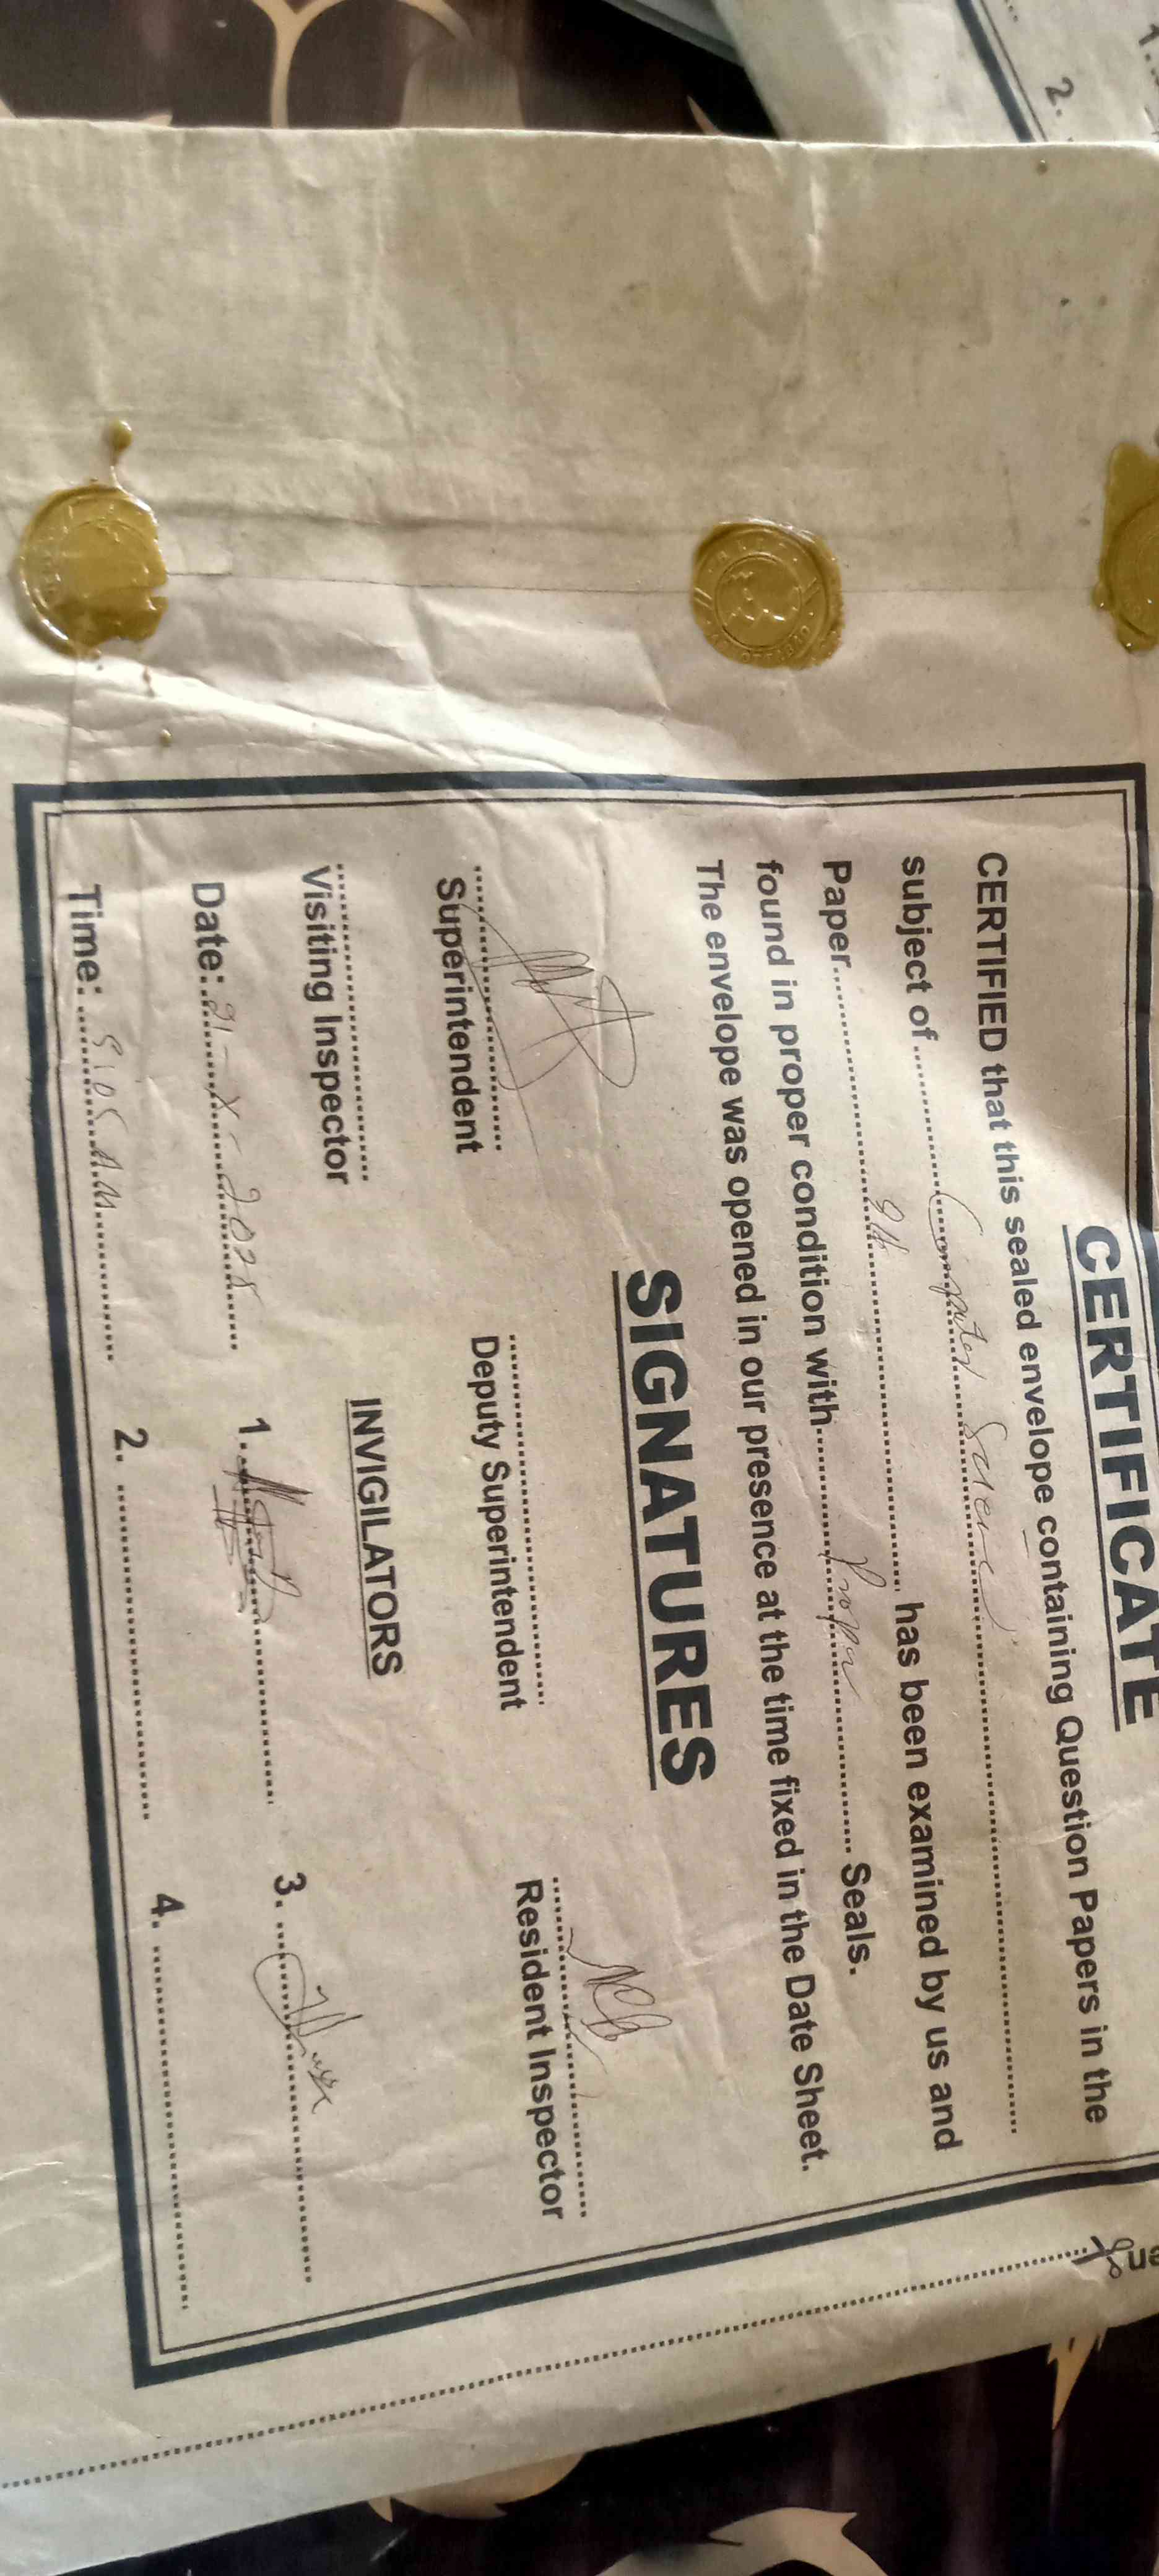 CERTIFICATE
CERTIFIED that this sealed envelope containing Question Papers in the
subject of Computer Science
Paper has been examined by us and
found in proper condition with Proper Seals.
The envelope was opened in our presence at the time fixed in the Date Sheet.
SIGNATURES
Superintendent
Deputy Superintendent
Resident Inspector
Visiting Inspector
INVIGILATORS
Date: 21-X-2025
1.
3.
Time: 9:05 A.M
2.
4.